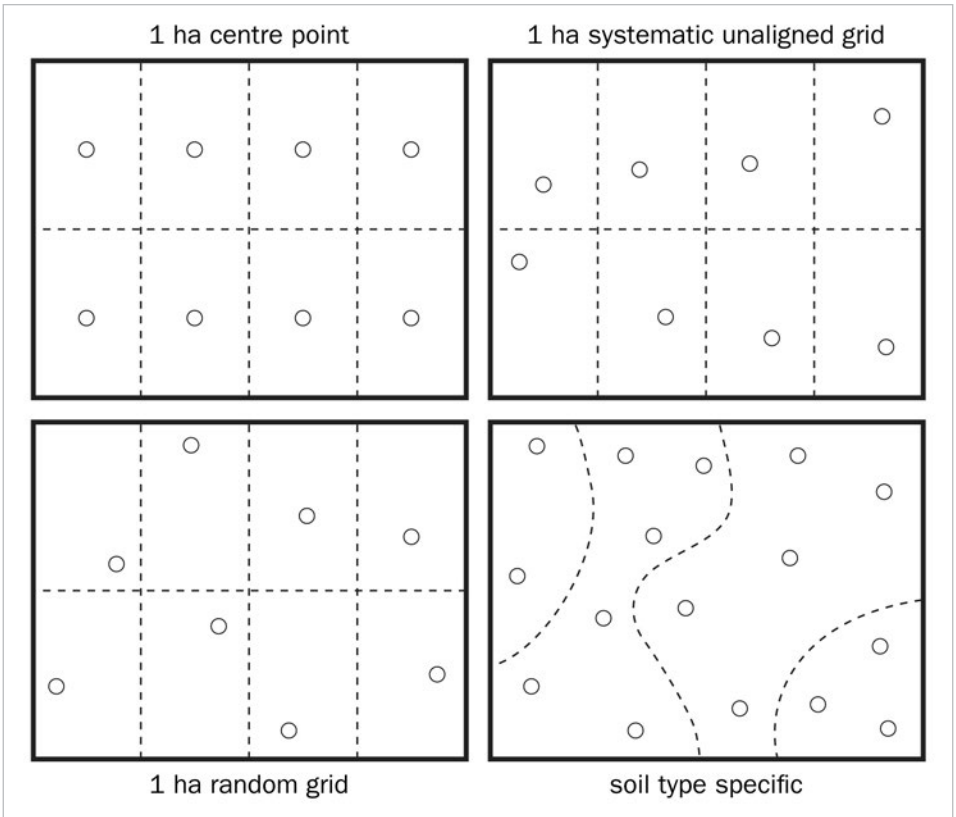 1 ha centre point
1 ha systematic unaligned grid
1 ha random grid
soil type specific